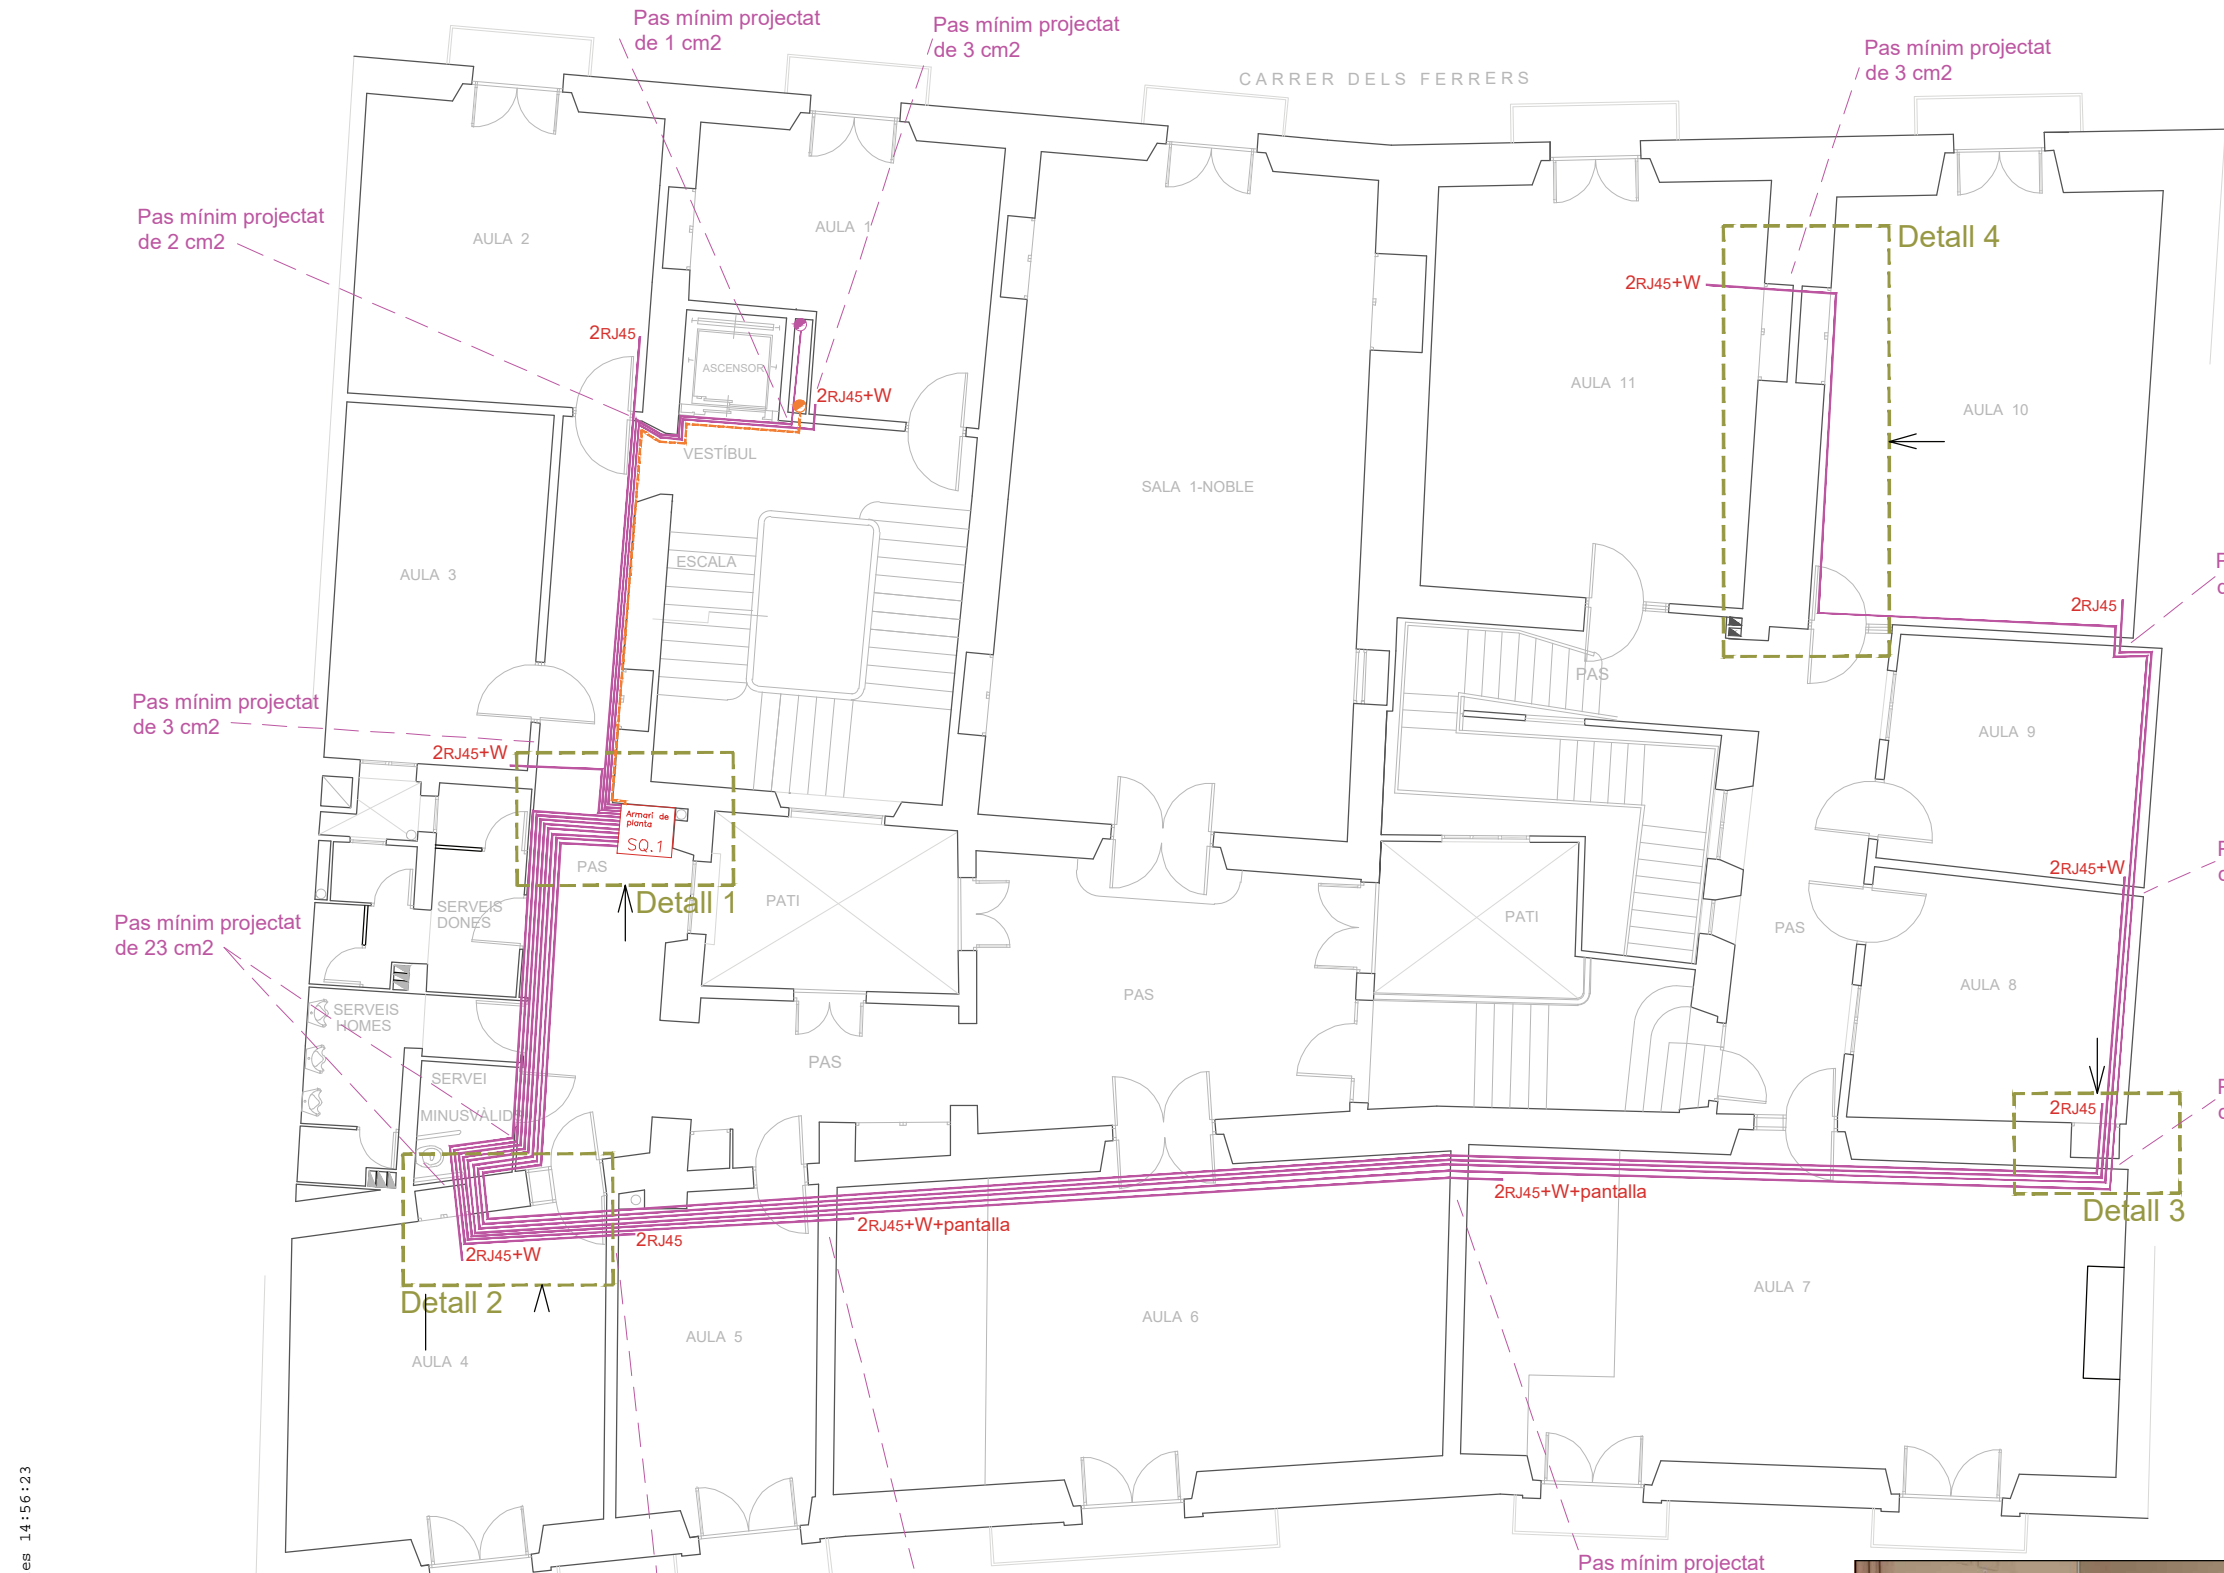 Pas mínim projectat
de 1 cm2
Pas mínim projectat
de 3 cm2
CARRER DELS FERRERS
Pas mínim projectat
de 3 cm2
Pas mínim projectat
de 2 cm2
AULA 2
AULA 1
Detall 4
2RJ45+W
2RJ45
ASCENSOR
2RJ45+W
AULA 11
AULA 10
VESTÍBUL
SALA 1-NOBLE
ESCALA
AULA 3
2RJ45
PAS
Pas mínim projectat
de 3 cm2
2RJ45+W
AULA 9
Armari de
planta
SQ.1
PAS
2RJ45+W
Detall 1
PATI
PATI
PAS
SERVEIS
DONES
Pas mínim projectat
de 23 cm2
PAS
AULA 8
SERVEIS
HOMES
PAS
SERVEI
MINUSVÀLID
2RJ45
2RJ45+W+pantalla
Detall 3
2RJ45+W+pantalla
2RJ45
2RJ45+W
Detall 2
AULA 7
AULA 6
AULA 5
AULA 4
es 14:56:23
Pas mínim projectat